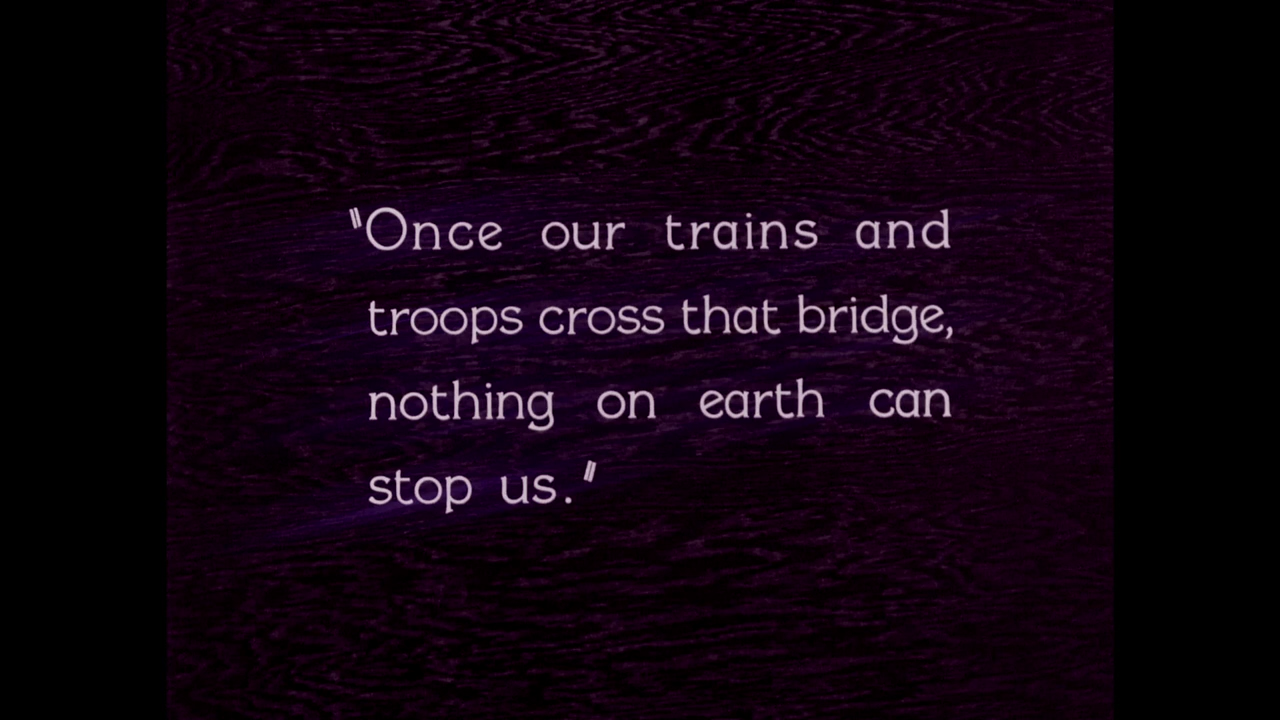 "Once our trains and
troops cross that bridge,
nothing on earth can
stop us."